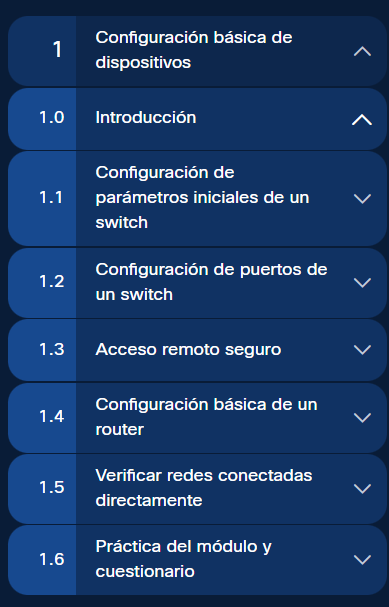 1
Configuración básica de
dispositivos
1.0
Introducción
1.1
Configuración de
parámetros iniciales de un
switch
1.2
Configuración de puertos de
un switch
1.3
Acceso remoto seguro
1.4
Configuración básica de un
router
1.5
Verificar redes conectadas
directamente
1.6
Práctica del módulo y
cuestionario